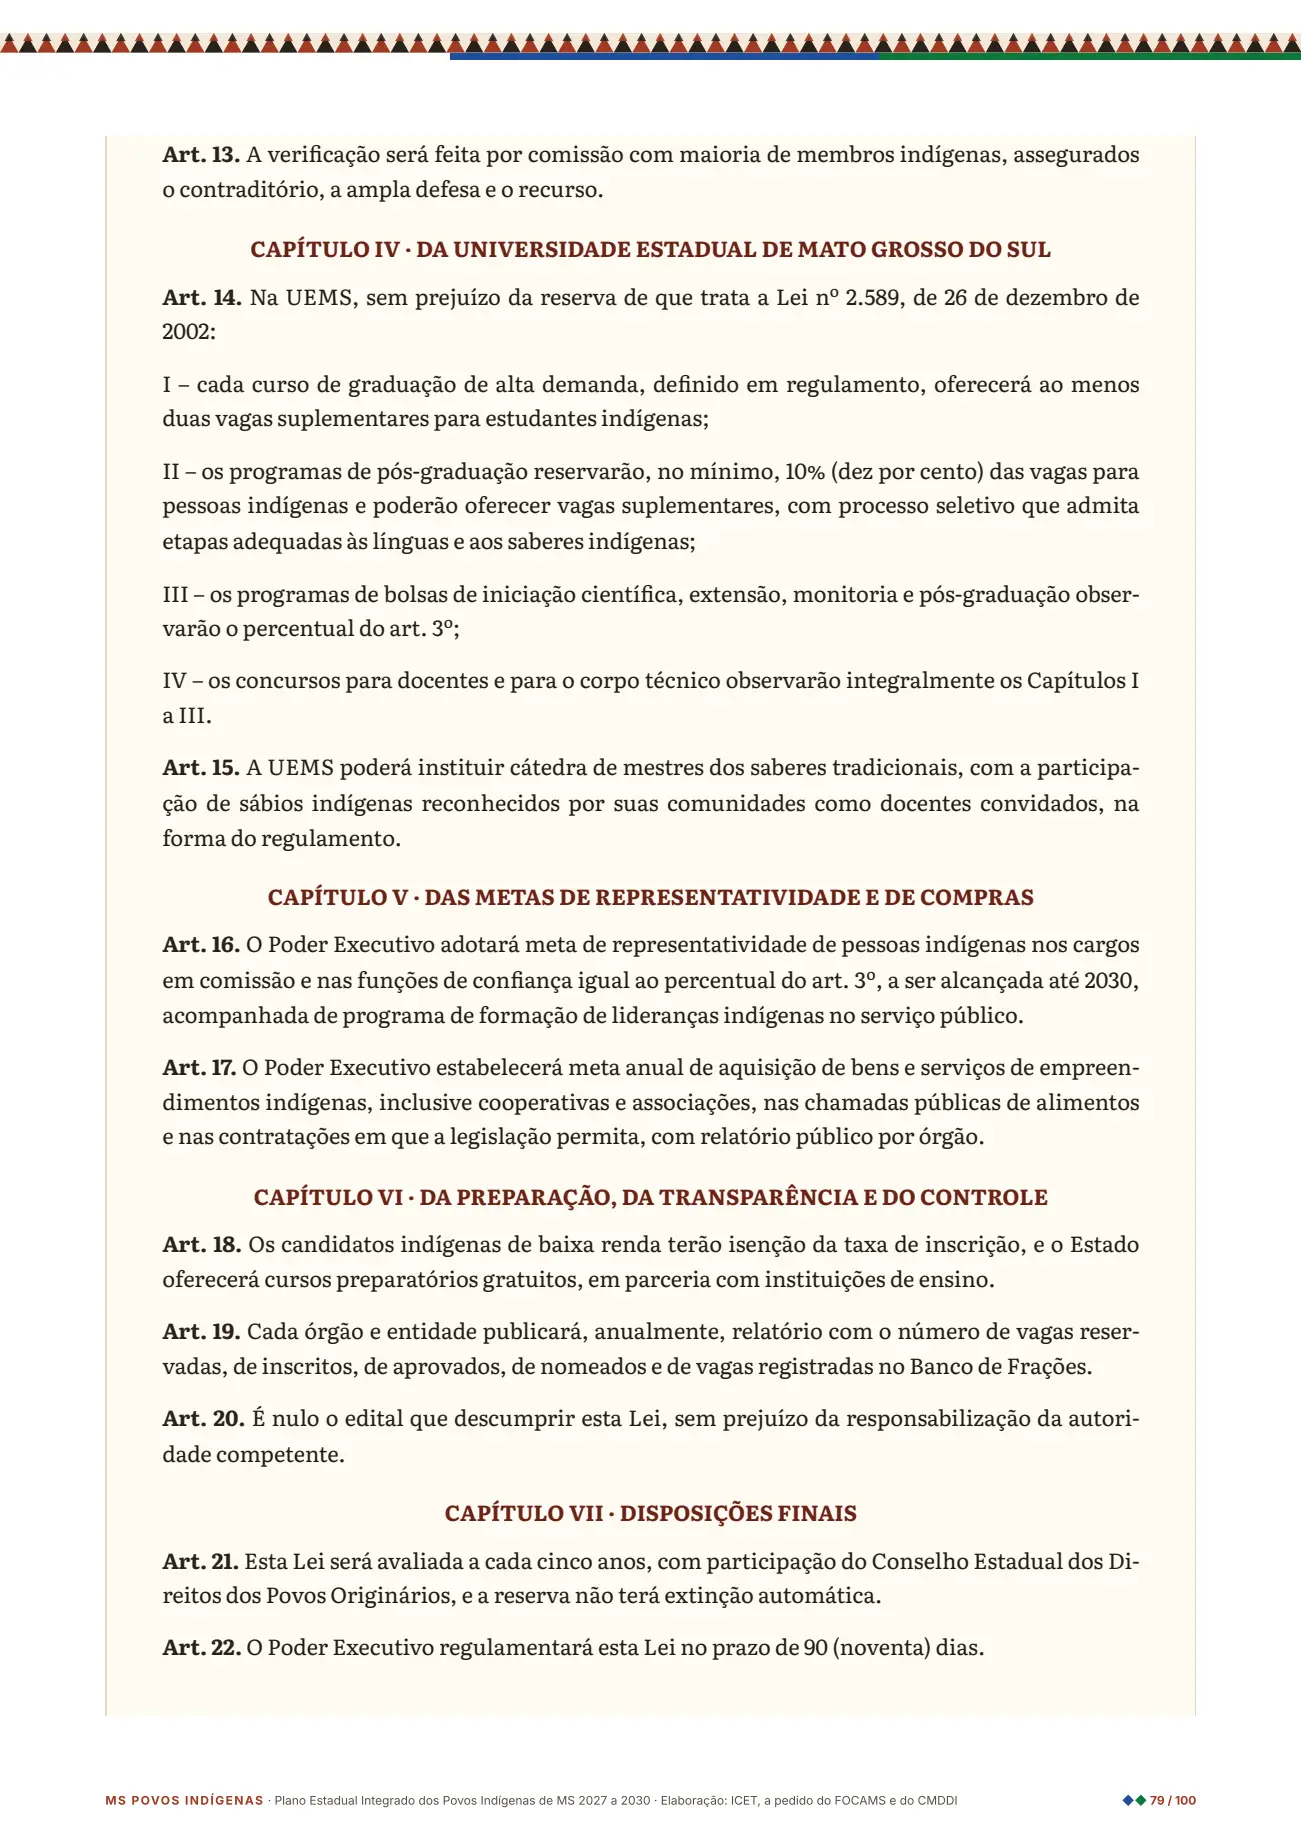 Art. 13. A verificação será feita por comissão com maioria de membros indígenas, assegurados
o contraditório, a ampla defesa e o recurso.
CAPÍTULO IV · DA UNIVERSIDADE ESTADUAL DE MATO GROSSO DO SUL
Art. 14. Na UEMS, sem prejuízo da reserva de que trata a Lei nº 2.589, de 26 de dezembro de
2002:
I – cada curso de graduação de alta demanda, definido em regulamento, oferecerá ao menos
duas vagas suplementares para estudantes indígenas;
II – os programas de pós-graduação reservarão, no mínimo, 10% (dez por cento) das vagas para
pessoas indígenas e poderão oferecer vagas suplementares, com processo seletivo que admita
etapas adequadas às línguas e aos saberes indígenas;
III – os programas de bolsas de iniciação científica, extensão, monitoria e pós-graduação obser-
varão o percentual do art. 3º;
IV – os concursos para docentes e para o corpo técnico observarão integralmente os Capítulos I
a III.
Art. 15. A UEMS poderá instituir cátedra de mestres dos saberes tradicionais, com a participa-
ção de sábios indígenas reconhecidos por suas comunidades como docentes convidados, na
forma do regulamento.
CAPÍTULO V · DAS METAS DE REPRESENTATIVIDADE E DE COMPRAS
Art. 16. O Poder Executivo adotará meta de representatividade de pessoas indígenas nos cargos
em comissão e nas funções de confiança igual ao percentual do art. 3º, a ser alcançada até 2030,
acompanhada de programa de formação de lideranças indígenas no serviço público.
Art. 17. O Poder Executivo estabelecerá meta anual de aquisição de bens e serviços de empreen-
dimentos indígenas, inclusive cooperativas e associações, nas chamadas públicas de alimentos
e nas contratações em que a legislação permita, com relatório público por órgão.
CAPÍTULO VI · DA PREPARAÇÃO, DA TRANSPARÊNCIA E DO CONTROLE
Art. 18. Os candidatos indígenas de baixa renda terão isenção da taxa de inscrição, e o Estado
oferecerá cursos preparatórios gratuitos, em parceria com instituições de ensino.
Art. 19. Cada órgão e entidade publicará, anualmente, relatório com o número de vagas reser-
vadas, de inscritos, de aprovados, de nomeados e de vagas registradas no Banco de Frações.
Art. 20. É nulo o edital que descumprir esta Lei, sem prejuízo da responsabilização da autori-
dade competente.
CAPÍTULO VII · DISPOSIÇÕES FINAIS
Art. 21. Esta Lei será avaliada a cada cinco anos, com participação do Conselho Estadual dos Di-
reitos dos Povos Originários, e a reserva não terá extinção automática.
Art. 22. O Poder Executivo regulamentará esta Lei no prazo de 90 (noventa) dias.
MS POVOS INDÍGENAS · Plano Estadual Integrado dos Povos Indígenas de MS 2027 a 2030 · Elaboração: ICET, a pedido do FOCAMS e do CMDDI
79 / 100